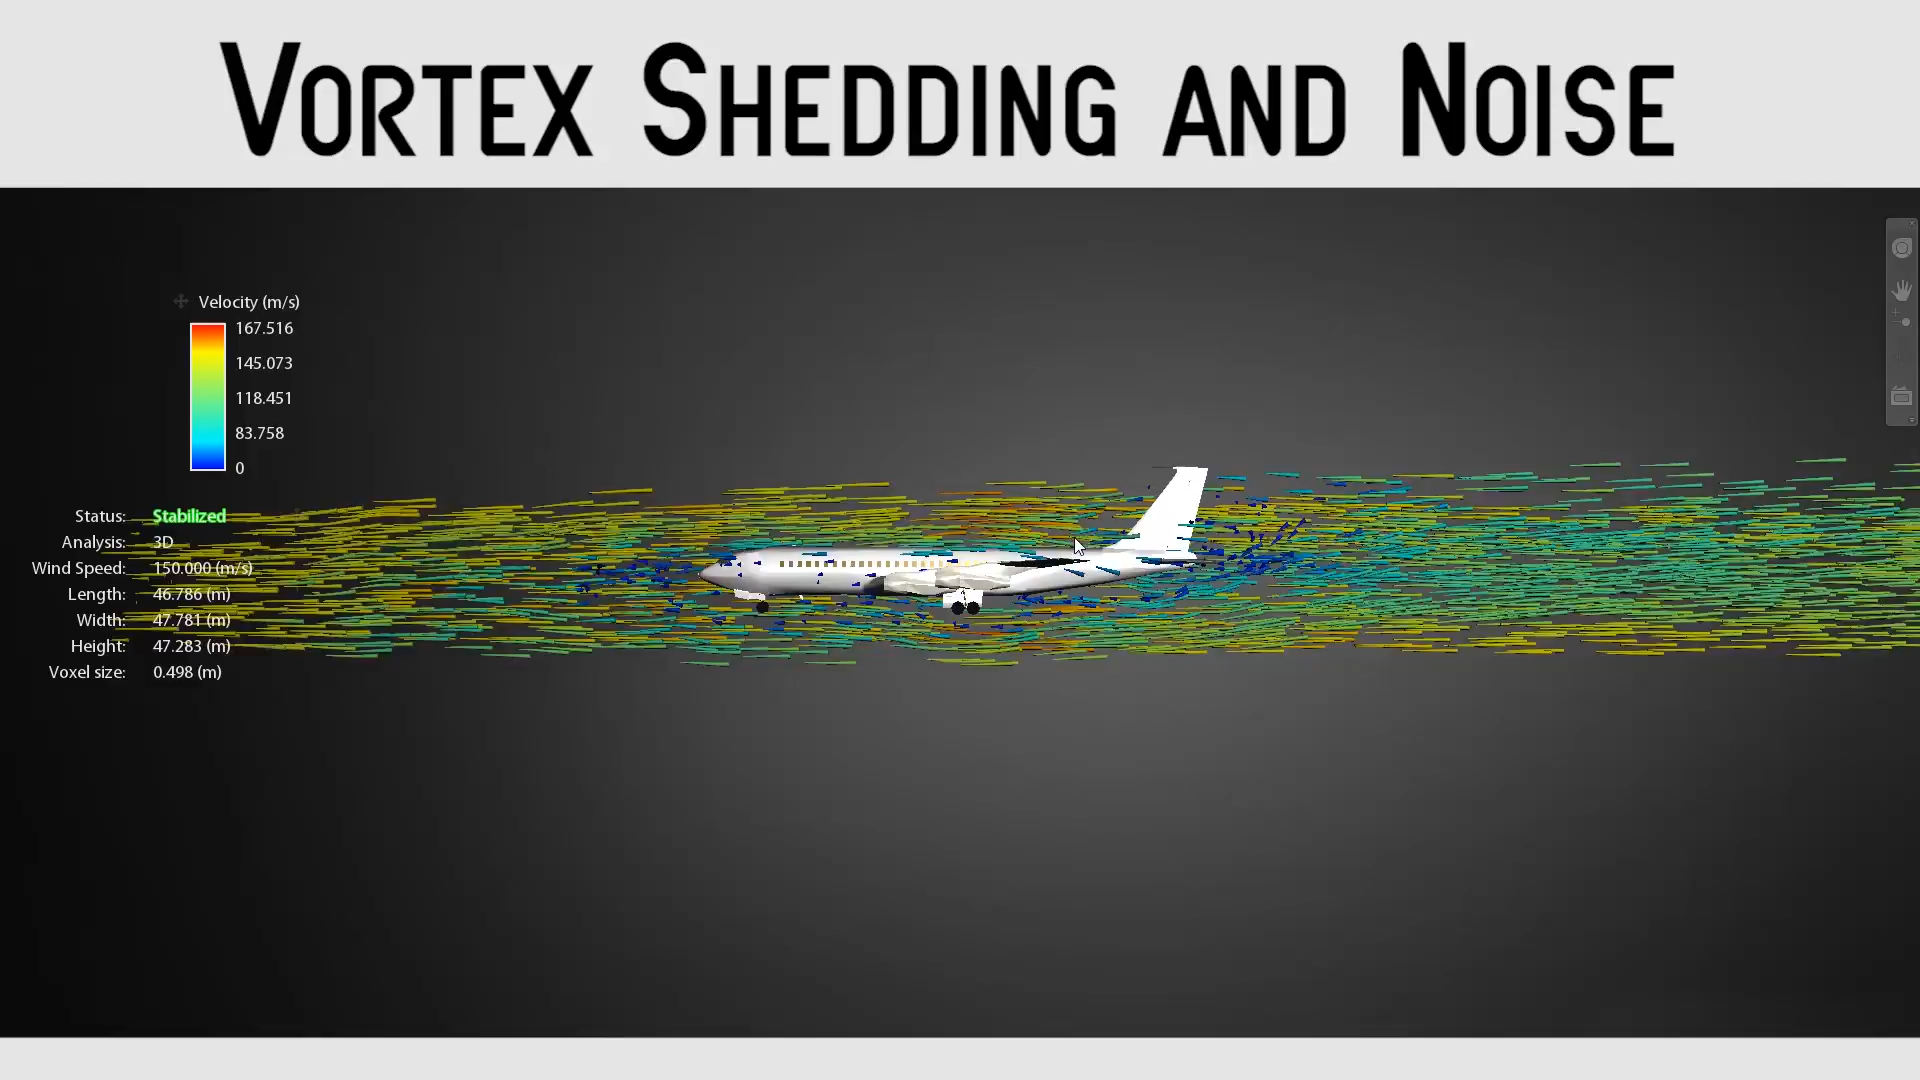 Vortex Shedding and Noise
Velocity (m/s)
167.516
145.073
118.451
83.758
0
Status: Stabilized
Analysis: 3D
Wind Speed: 150.000 (m/s)
Length: 46.786 (m)
Width: 47.781 (m)
Height: 47.283 (m)
Voxel size: 0.498 (m)